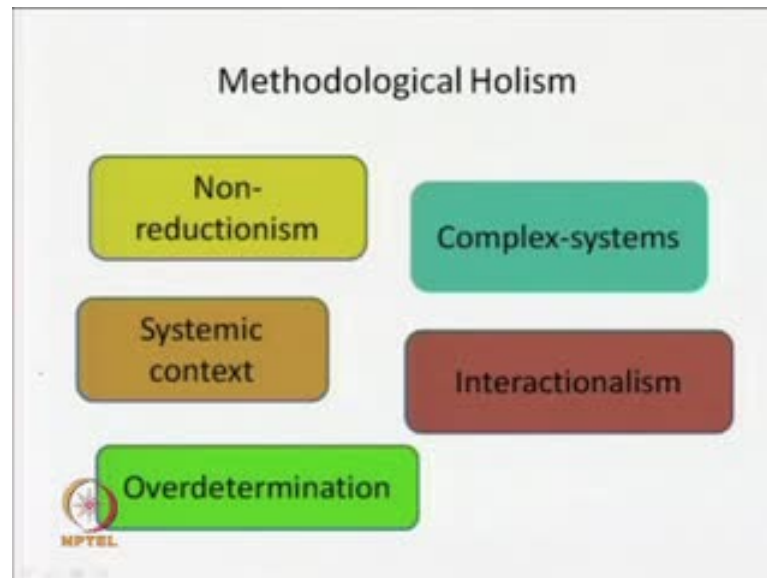 Methodological Holism
Non-
reductionism
Complex-systems
Systemic
context
Interactionalism
Overdetermination
NPTEL